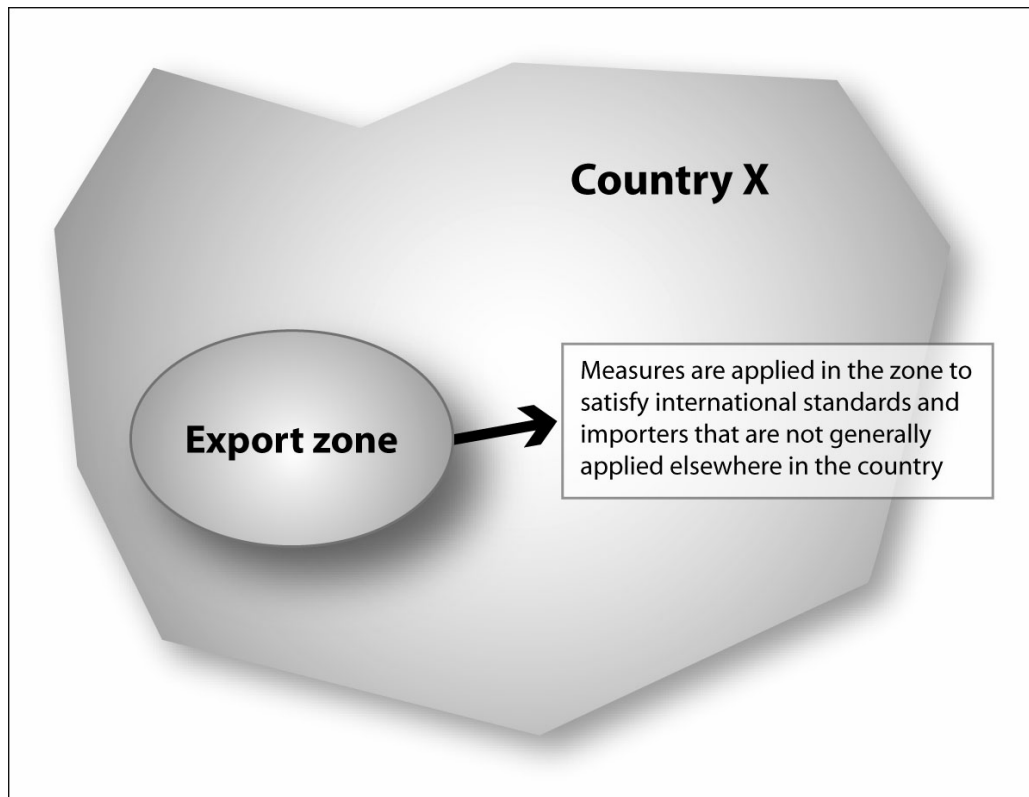 Country X
Export zone
Measures are applied in the zone to
satisfy international standards and
importers that are not generally
applied elsewhere in the country